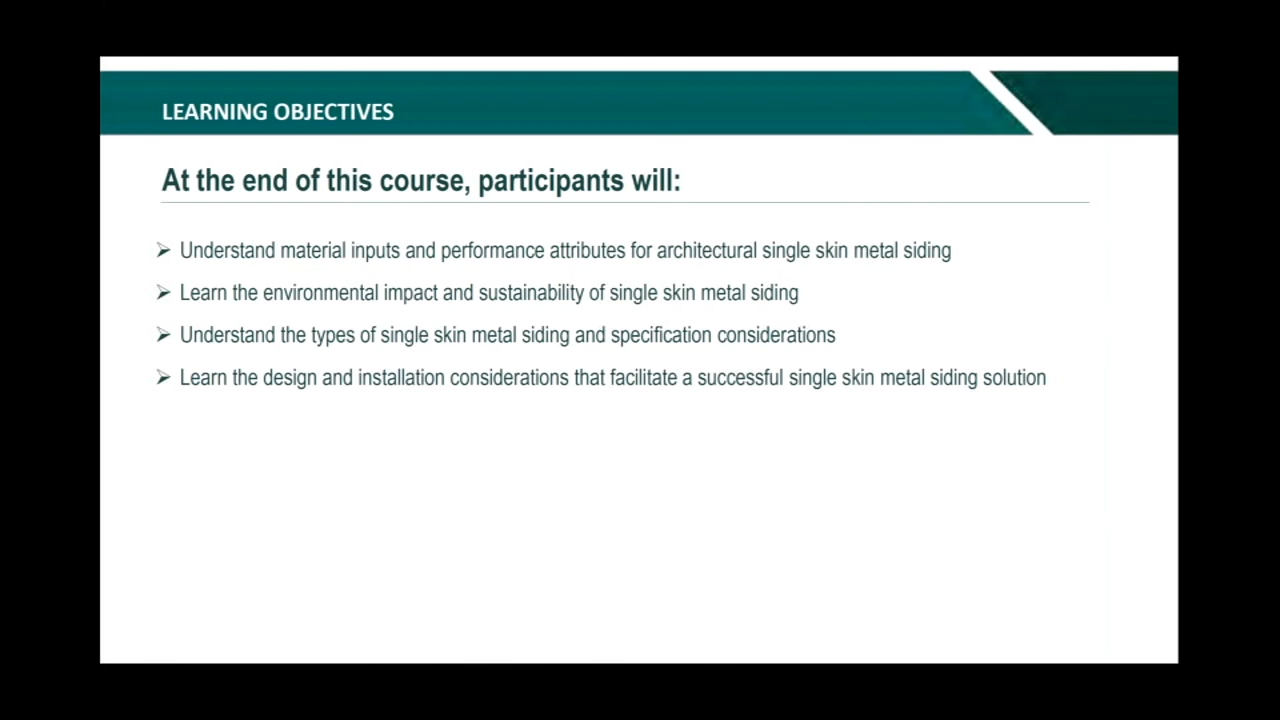 LEARNING OBJECTIVES
At the end of this course, participants will:
➢ Understand material inputs and performance attributes for architectural single skin metal siding
➢ Learn the environmental impact and sustainability of single skin metal siding
➢ Understand the types of single skin metal siding and specification considerations
➢ Learn the design and installation considerations that facilitate a successful single skin metal siding solution